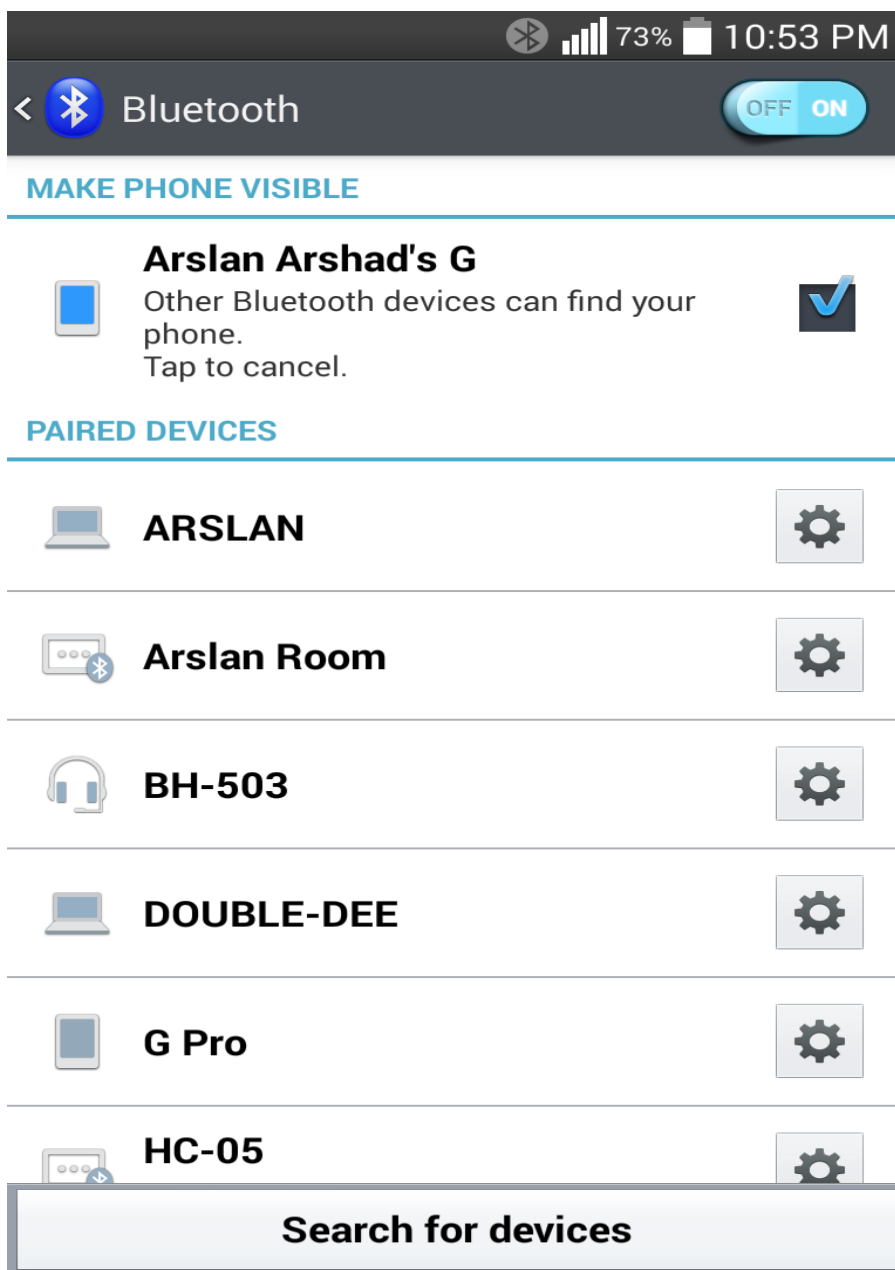 73% 10:53 PM
< Bluetooth OFF ON
MAKE PHONE VISIBLE
Arslan Arshad's G
Other Bluetooth devices can find your
phone.
Tap to cancel.
PAIRED DEVICES
ARSLAN
Arslan Room
BH-503
DOUBLE-DEE
G Pro
HC-05
Search for devices